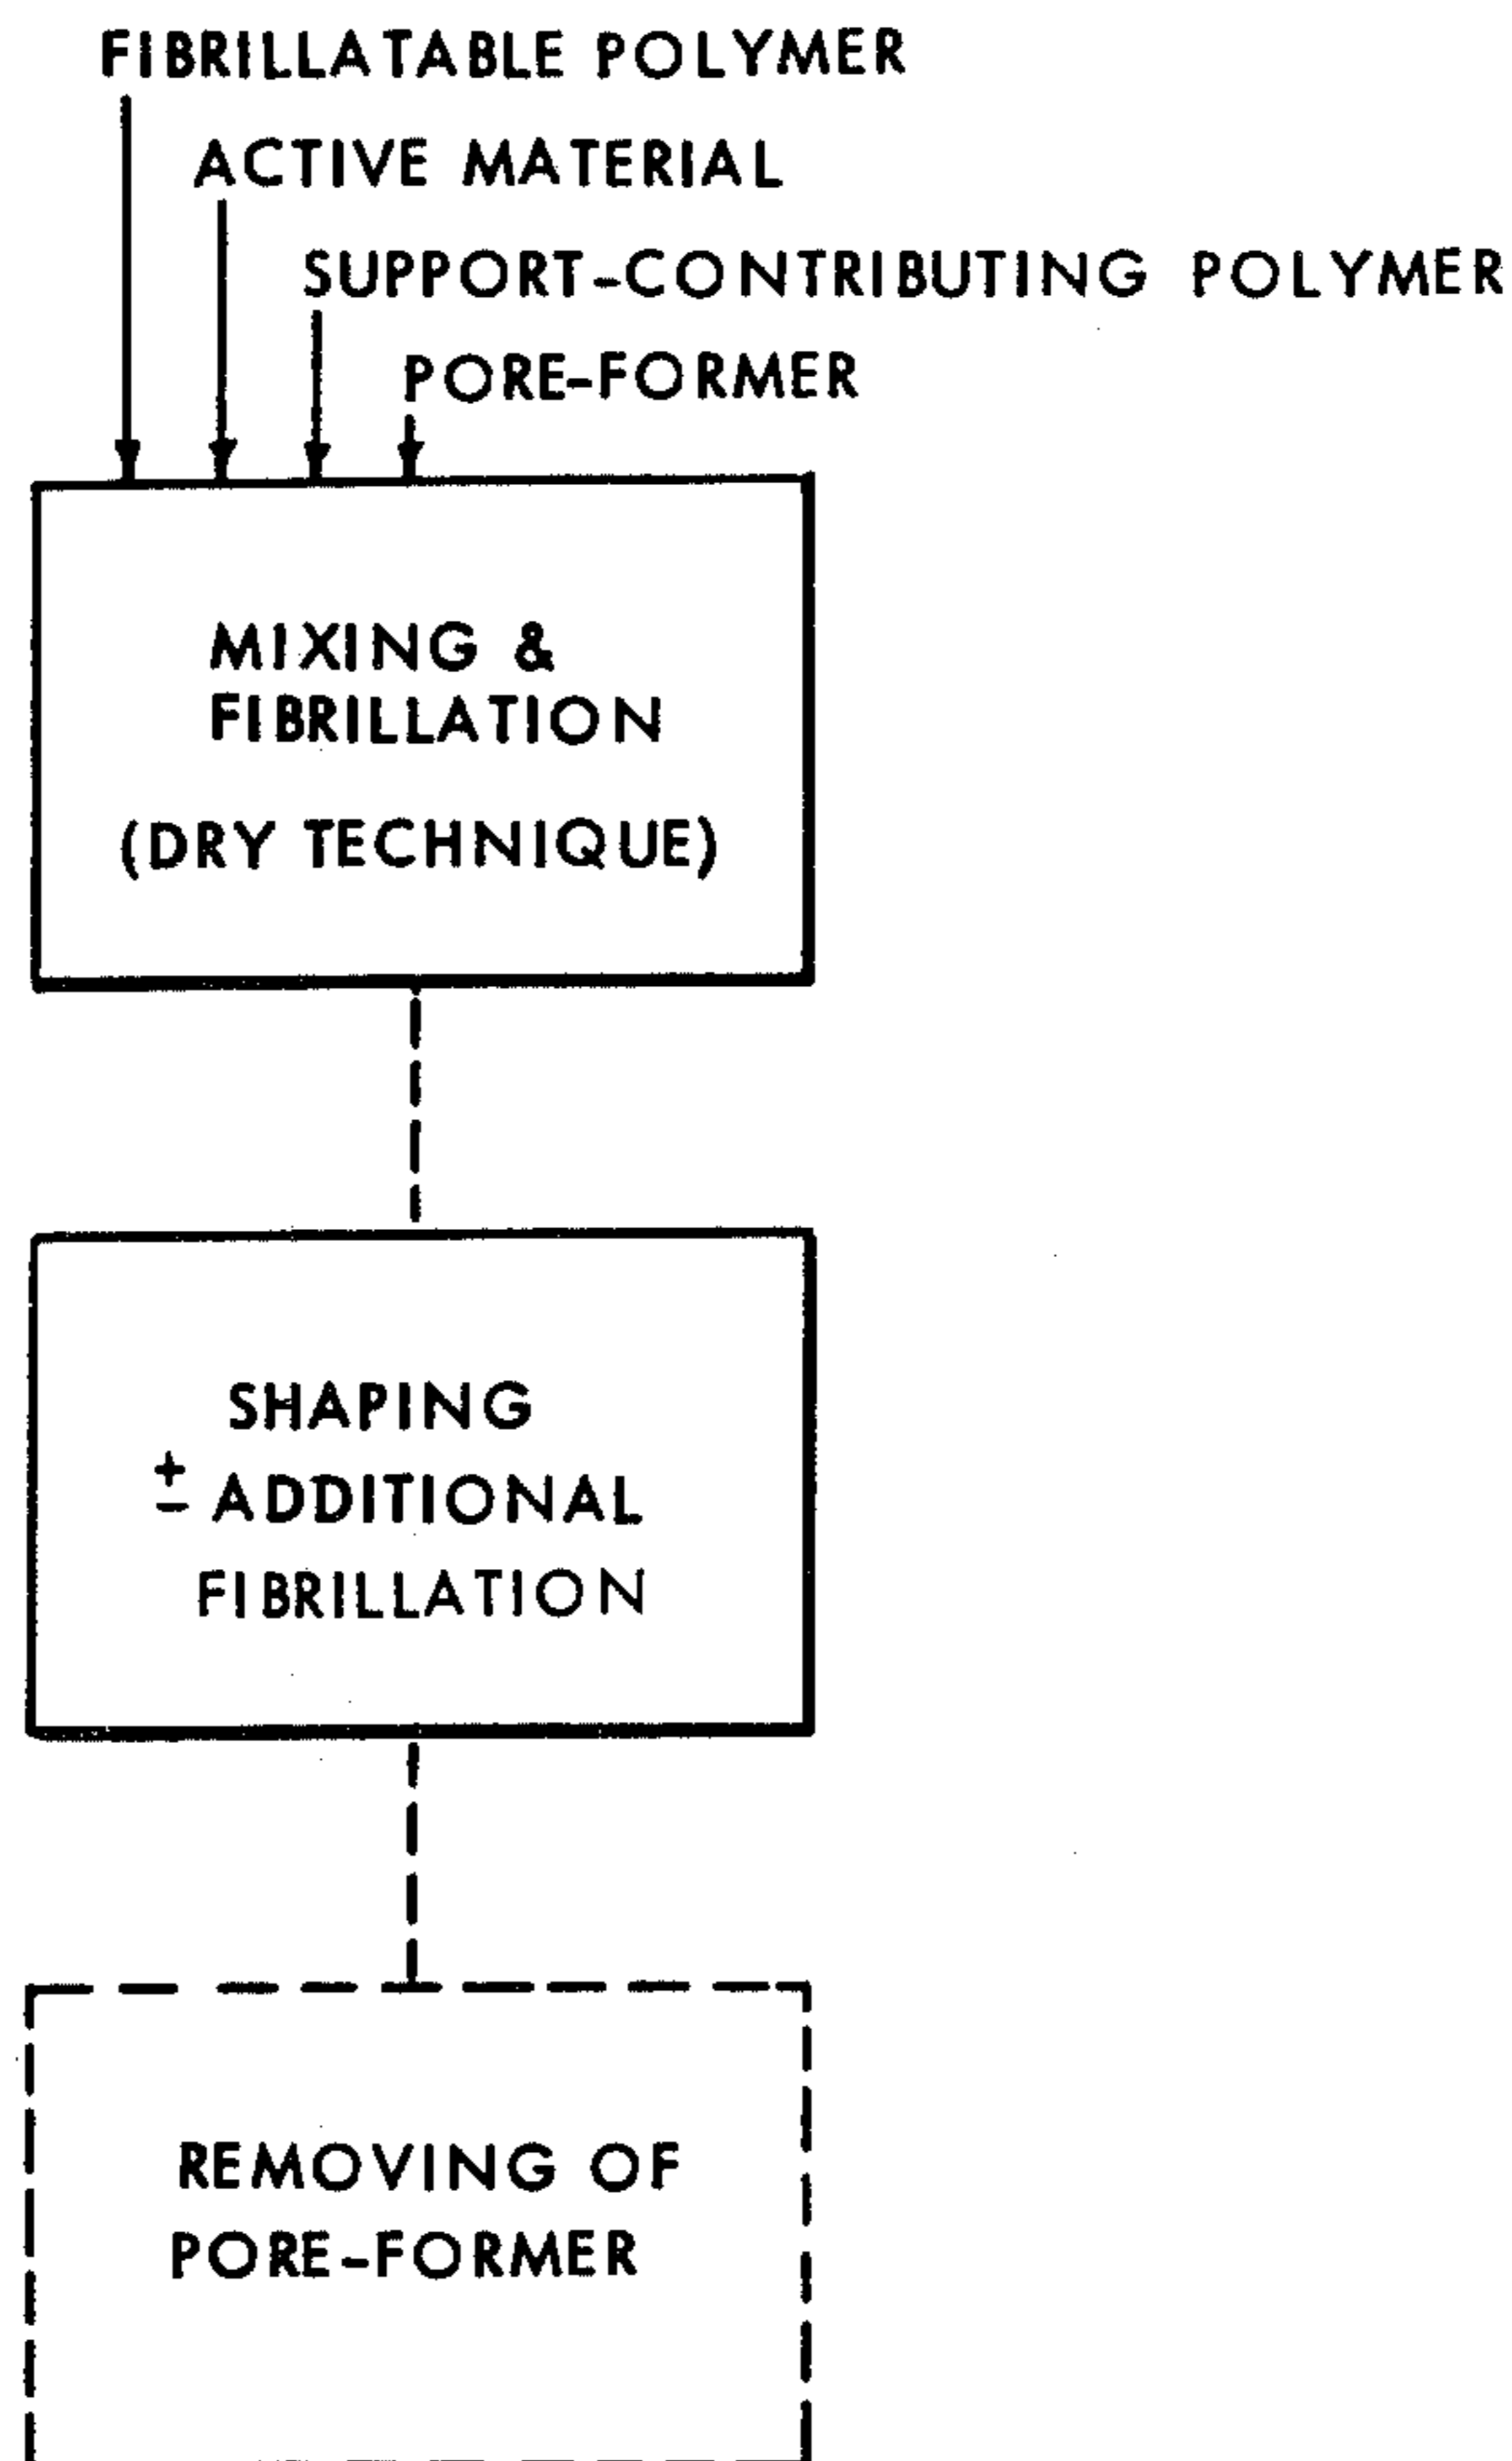 FIBRILLATABLE POLYMER
ACTIVE MATERIAL
SUPPORT-CONTRIBUTING POLYMER
PORE-FORMER
MIXING &
FIBRILLATION
(DRY TECHNIQUE)
SHAPING
± ADDITIONAL
FIBRILLATION
REMOVING OF
PORE-FORMER